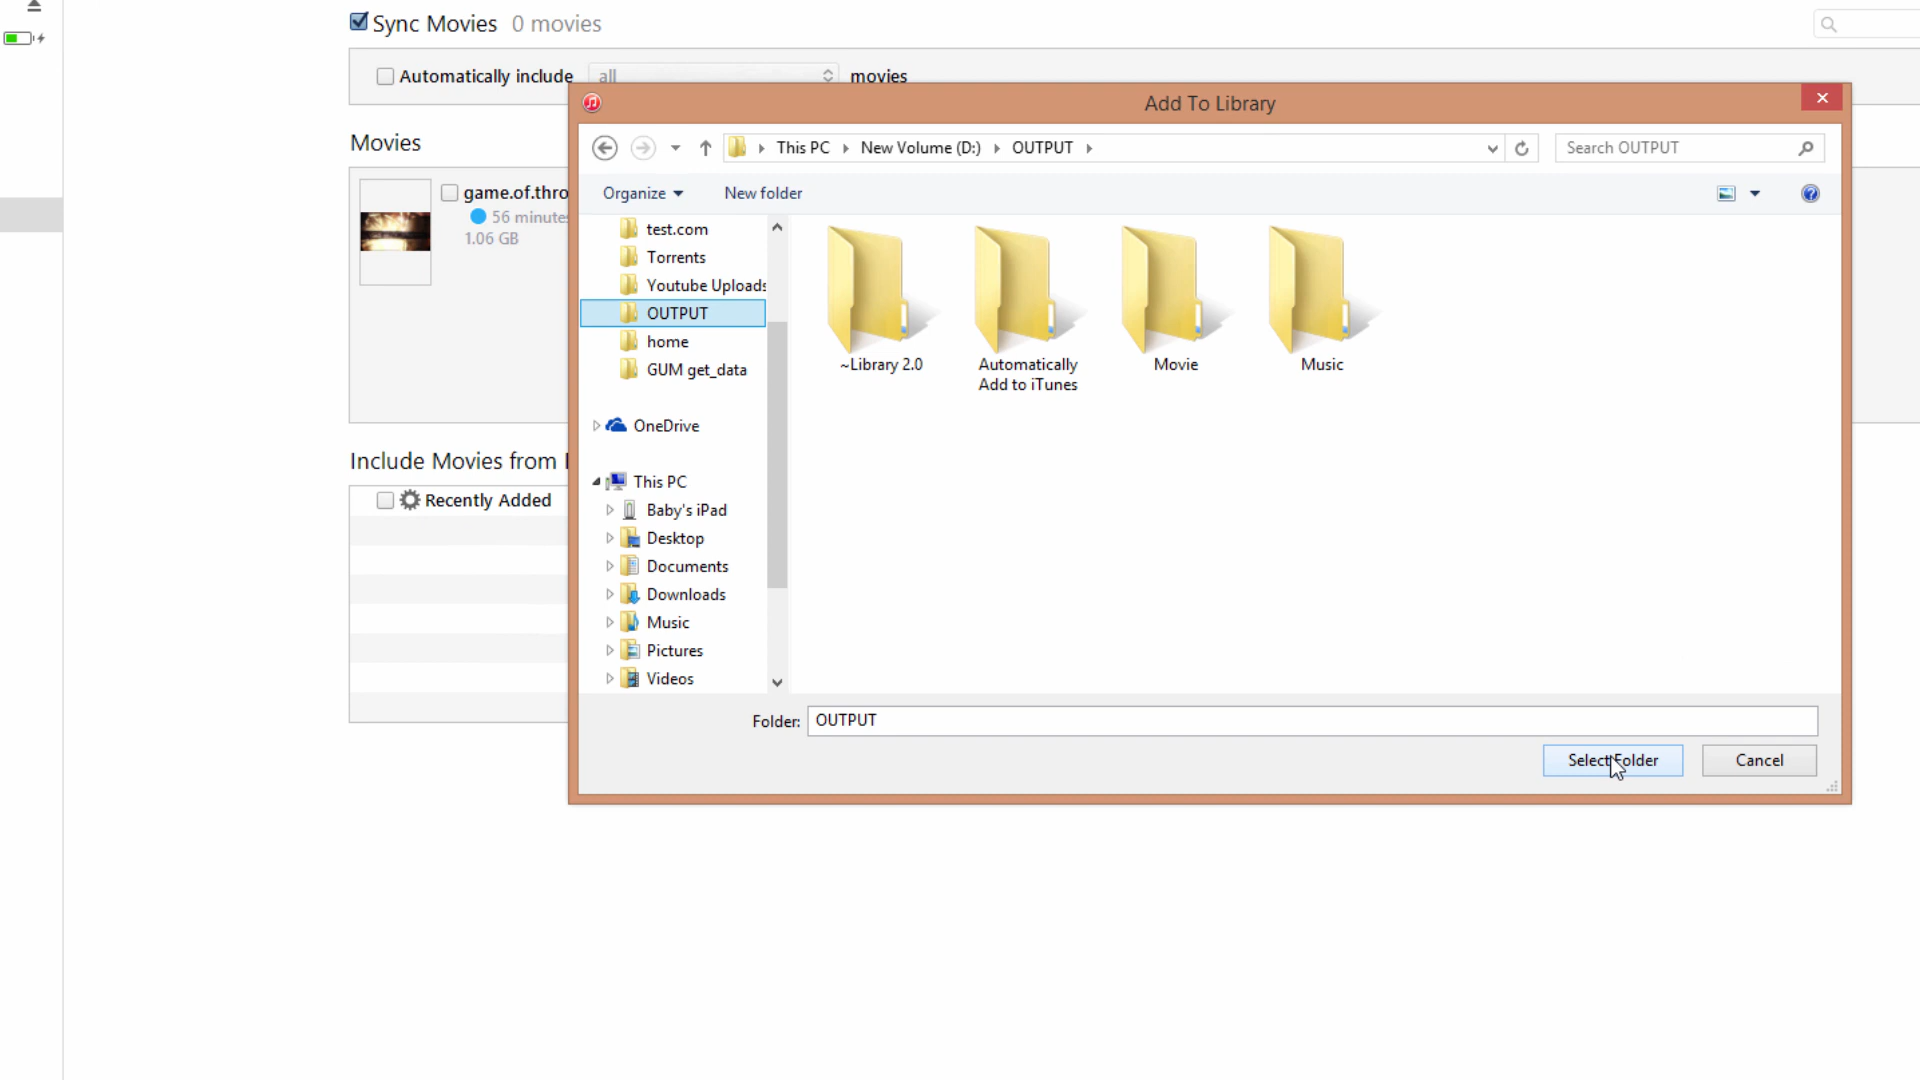 Sync Movies 0 movies
Automatically include all movies
Movies
game.of.thro
56 minutes
1.06 GB
Include Movies from
Recently Added
Add To Library
This PC New Volume (D:) OUTPUT
Search OUTPUT
Organize New folder
test.com
Torrents
Youtube Uploads
OUTPUT
home
GUM get_data
OneDrive
This PC
Baby's iPad
Desktop
Documents
Downloads
Music
Pictures
Videos
~Library 2.0
Automatically
Add to iTunes
Movie
Music
Folder: OUTPUT
Select Folder Cancel